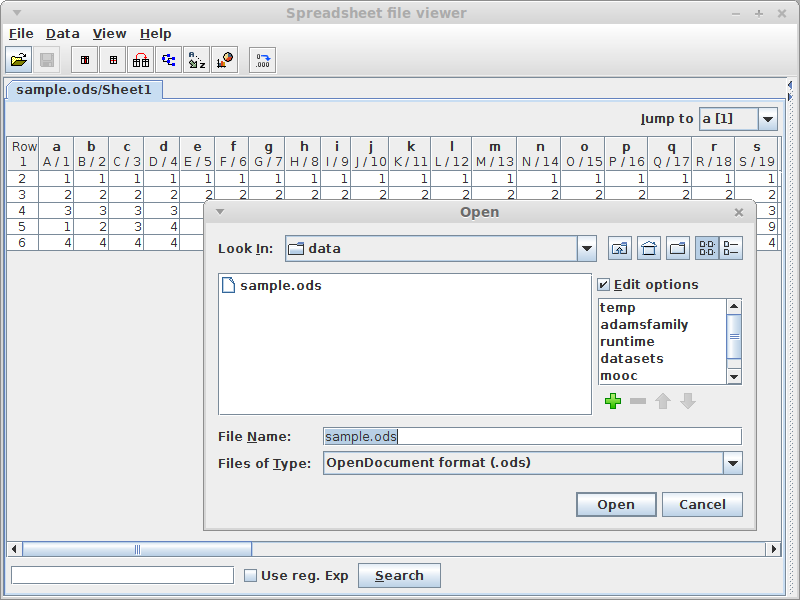 Spreadsheet file viewer
File Data View Help
sample.ods/Sheet1
Jump to a [1]
Row a b c d e f g h i j k l m n o p q r s
1 A / 1 B / 2 C / 3 D / 4 E / 5 F / 6 G / 7 H / 8 I / 9 J / 10 K / 11 L / 12 M / 13 N / 14 O / 15 P / 16 Q / 17 R / 18 S / 19
2 1 1 1 1 1 1 1 1 1 1 1 1 1 1 1 1 1 1 1
3 2 2 2 2 2 2 2 2 2 2 2 2 2 2 2 2 2 2 2
4 3 3 3 3 3
5 1 2 3 4 9
6 4 4 4 4 4
Open
Look In: data
sample.ods
Edit options
temp
adamsfamily
runtime
datasets
mooc
File Name: sample.ods
Files of Type: OpenDocument format (.ods)
Open Cancel
Use reg. Exp Search